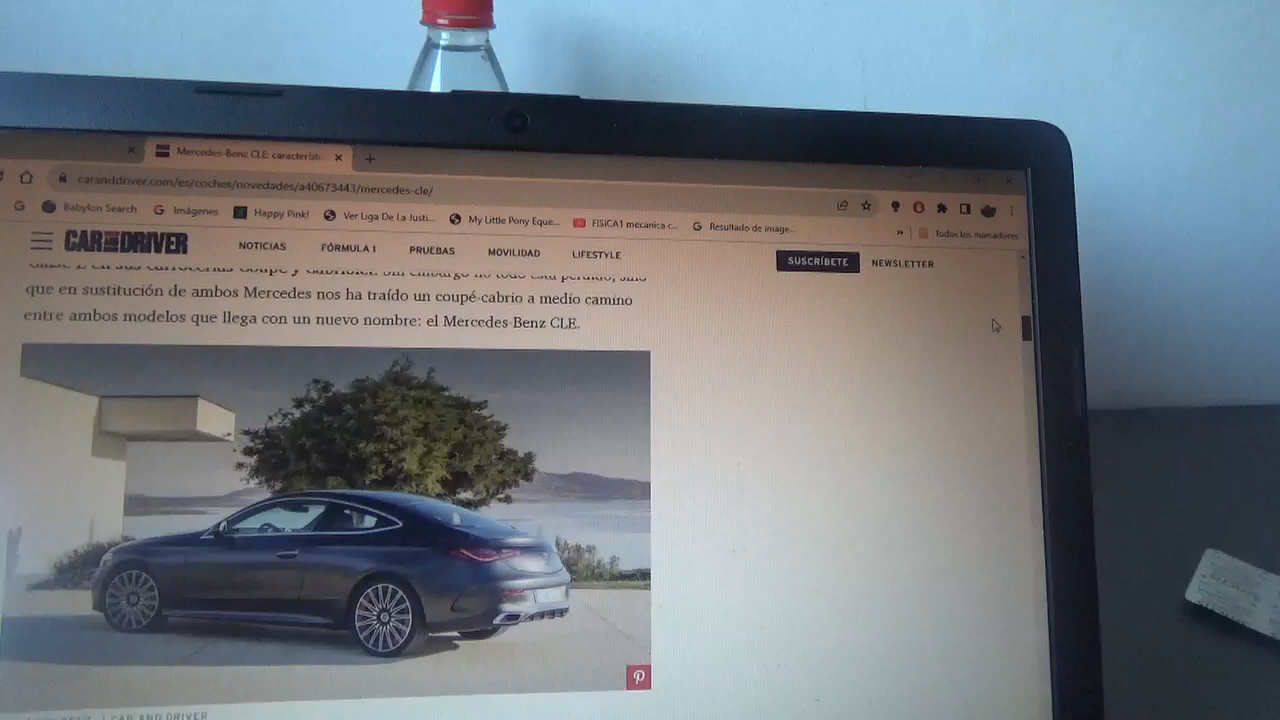 Mercedes-Benz CLE: característi
caranddriver.com/es/coches/novedades/a40673443/mercedes-cle/
Babylon Search
Imágenes
Happy Pink!
Ver Liga De La Justi...
My Little Pony Eque...
FISICA1 mecanica c...
Resultado de image...
»
Todos los marcadores
CAR AND DRIVER
NOTICIAS
FÓRMULA 1
PRUEBAS
MOVILIDAD
LIFESTYLE
SUSCRÍBETE
NEWSLETTER
que en sustitución de ambos Mercedes nos ha traído un coupé-cabrio a medio camino
entre ambos modelos que llega con un nuevo nombre: el Mercedes-Benz CLE.
CAR AND DRIVER